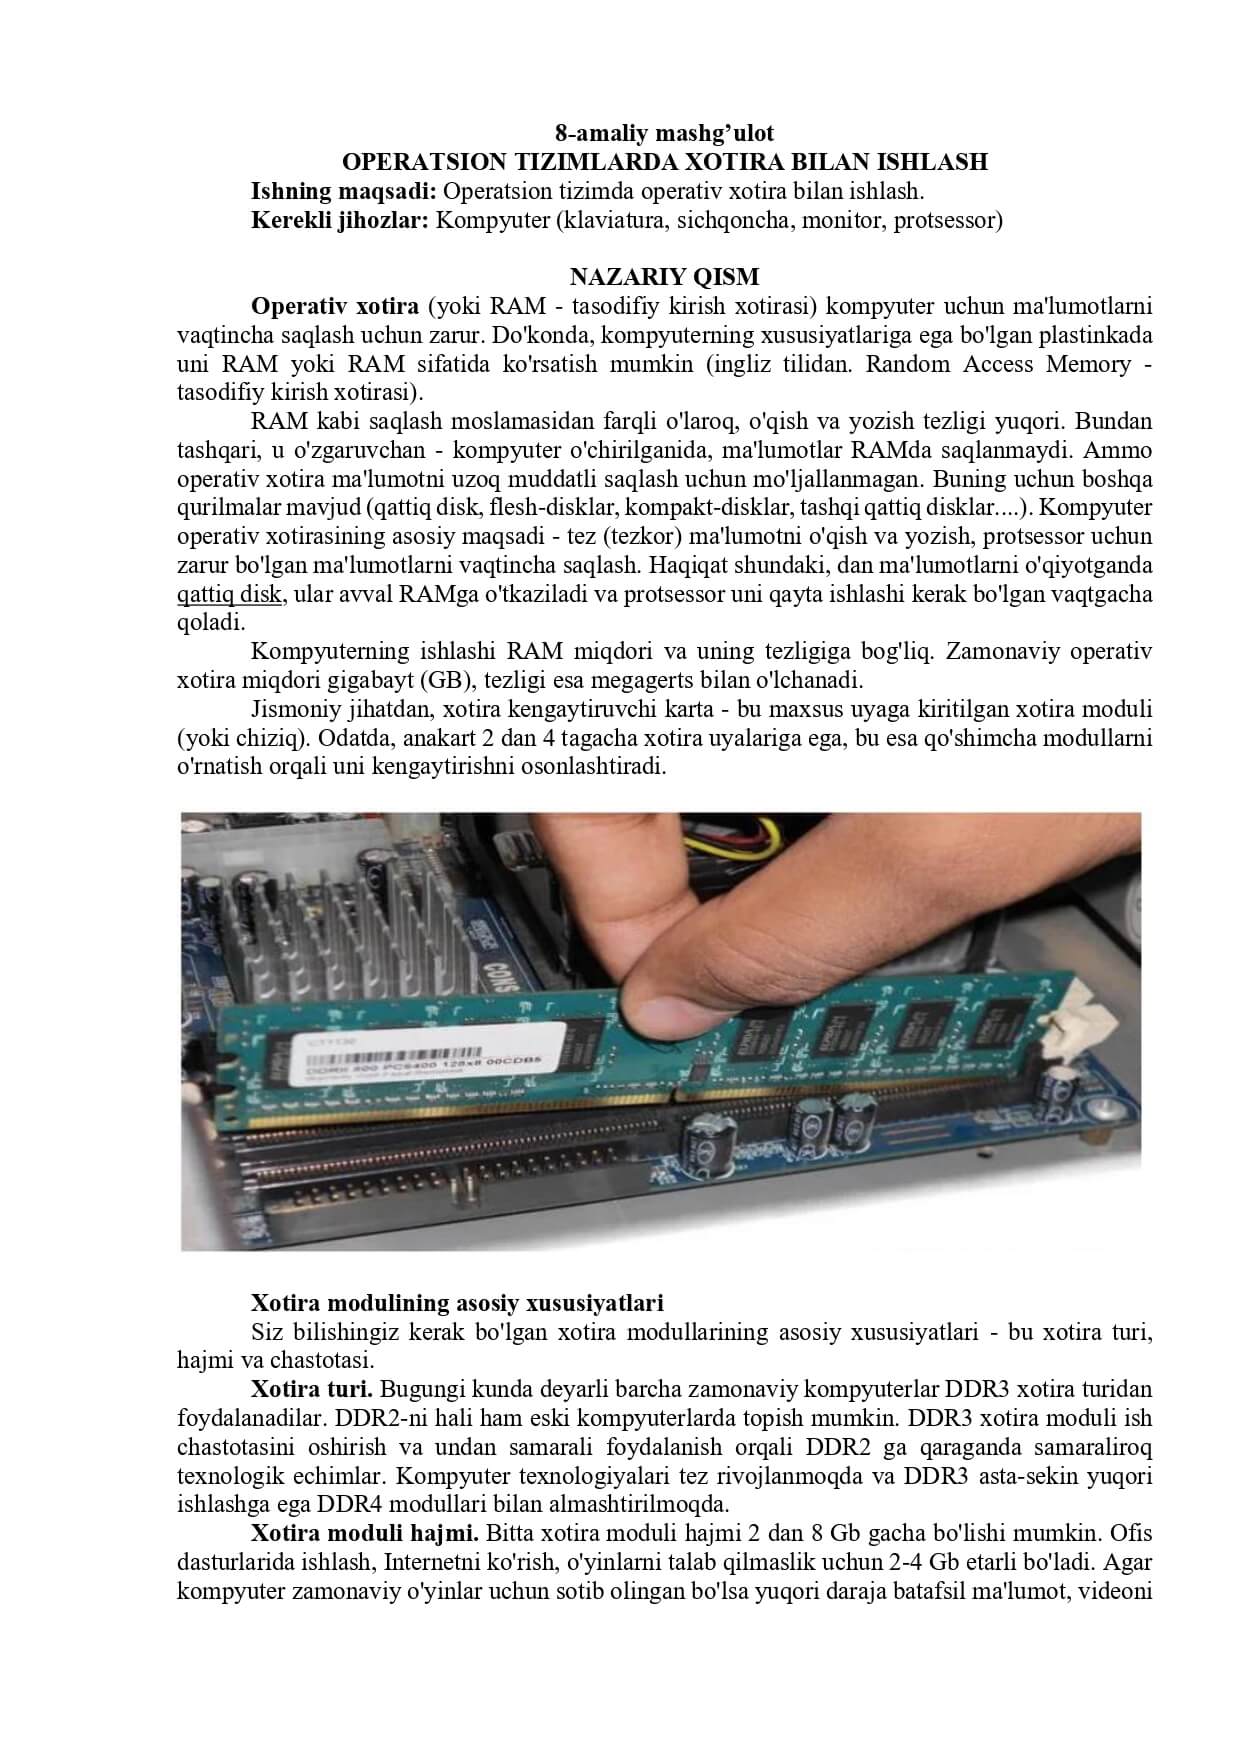 8-amaliy mashg’ulot
OPERATSION TIZIMLARDA XOTIRA BILAN ISHLASH
Ishning maqsadi: Operatsion tizimda operativ xotira bilan ishlash.
Kerekli jihozlar: Kompyuter (klaviatura, sichqoncha, monitor, protsessor)
NAZARIY QISM
Operativ xotira (yoki RAM - tasodifiy kirish xotirasi) kompyuter uchun ma'lumotlarni
vaqtincha saqlash uchun zarur. Do'konda, kompyuterning xususiyatlariga ega bo'lgan plastinkada
uni RAM yoki RAM sifatida ko'rsatish mumkin (ingliz tilidan. Random Access Memory -
tasodifiy kirish xotirasi).
RAM kabi saqlash moslamasidan farqli o'laroq, o'qish va yozish tezligi yuqori. Bundan
tashqari, u o'zgaruvchan - kompyuter o'chirilganida, ma'lumotlar RAMda saqlanmaydi. Ammo
operativ xotira ma'lumotni uzoq muddatli saqlash uchun mo'ljallanmagan. Buning uchun boshqa
qurilmalar mavjud (qattiq disk, flesh-disklar, kompakt-disklar, tashqi qattiq disklar....). Kompyuter
operativ xotirasining asosiy maqsadi - tez (tezkor) ma'lumotni o'qish va yozish, protsessor uchun
zarur bo'lgan ma'lumotlarni vaqtincha saqlash. Haqiqat shundaki, dan ma'lumotlarni o'qiyotganda
qattiq disk, ular avval RAMga o'tkaziladi va protsessor uni qayta ishlashi kerak bo'lgan vaqtgacha
qoladi.
Kompyuterning ishlashi RAM miqdori va uning tezligiga bog'liq. Zamonaviy operativ
xotira miqdori gigabayt (GB), tezligi esa megagerts bilan o'lchanadi.
Jismoniy jihatdan, xotira kengaytiruvchi karta - bu maxsus uyaga kiritilgan xotira moduli
(yoki chiziq). Odatda, anakart 2 dan 4 tagacha xotira uyalariga ega, bu esa qo'shimcha modullarni
o'rnatish orqali uni kengaytirishni osonlashtiradi.
CONS
DDRII 800 PC6400 128x8 00CDB5
Xotira modulining asosiy xususiyatlari
Siz bilishingiz kerak bo'lgan xotira modullarining asosiy xususiyatlari - bu xotira turi,
hajmi va chastotasi.
Xotira turi. Bugungi kunda deyarli barcha zamonaviy kompyuterlar DDR3 xotira turidan
foydalanadilar. DDR2-ni hali ham eski kompyuterlarda topish mumkin. DDR3 xotira moduli ish
chastotasini oshirish va undan samarali foydalanish orqali DDR2 ga qaraganda samaraliroq
texnologik echimlar. Kompyuter texnologiyalari tez rivojlanmoqda va DDR3 asta-sekin yuqori
ishlashga ega DDR4 modullari bilan almashtirilmoqda.
Xotira moduli hajmi. Bitta xotira moduli hajmi 2 dan 8 Gb gacha bo'lishi mumkin. Ofis
dasturlarida ishlash, Internetni ko'rish, o'yinlarni talab qilmaslik uchun 2-4 Gb etarli bo'ladi. Agar
kompyuter zamonaviy o'yinlar uchun sotib olingan bo'lsa yuqori daraja batafsil ma'lumot, videoni